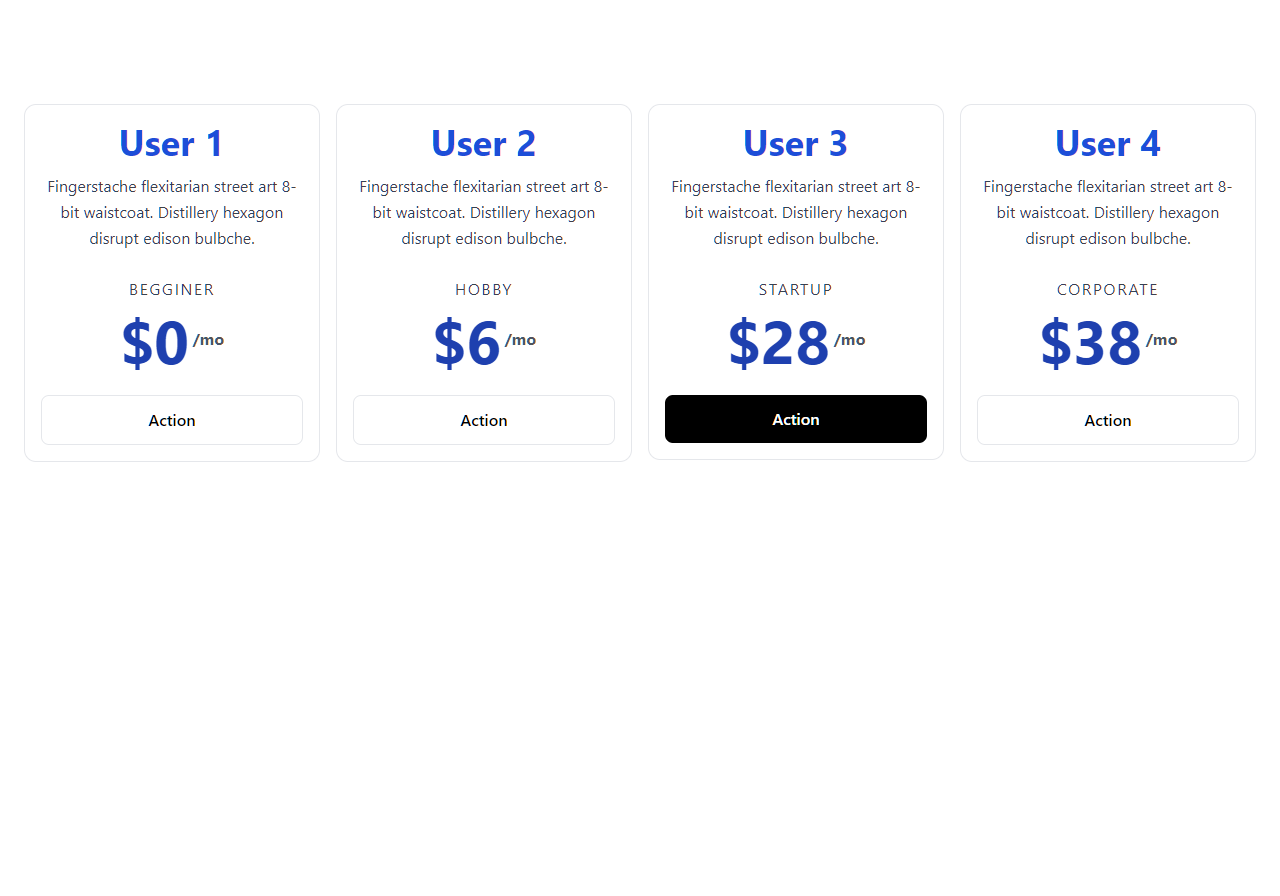 User 1
Fingerstache flexitarian street art 8-
bit waistcoat. Distillery hexagon
disrupt edison bulbche.
BEGGINER
$0 /mo
Action
User 2
Fingerstache flexitarian street art 8-
bit waistcoat. Distillery hexagon
disrupt edison bulbche.
HOBBY
$6 /mo
Action
User 3
Fingerstache flexitarian street art 8-
bit waistcoat. Distillery hexagon
disrupt edison bulbche.
STARTUP
$28 /mo
Action
User 4
Fingerstache flexitarian street art 8-
bit waistcoat. Distillery hexagon
disrupt edison bulbche.
CORPORATE
$38 /mo
Action